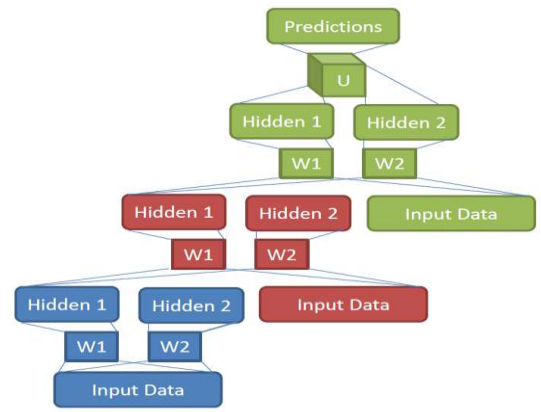 Predictions
U
Hidden 1 Hidden 2
W1 W2
Hidden 1 Hidden 2 Input Data
W1 W2
Hidden 1 Hidden 2 Input Data
W1 W2
Input Data